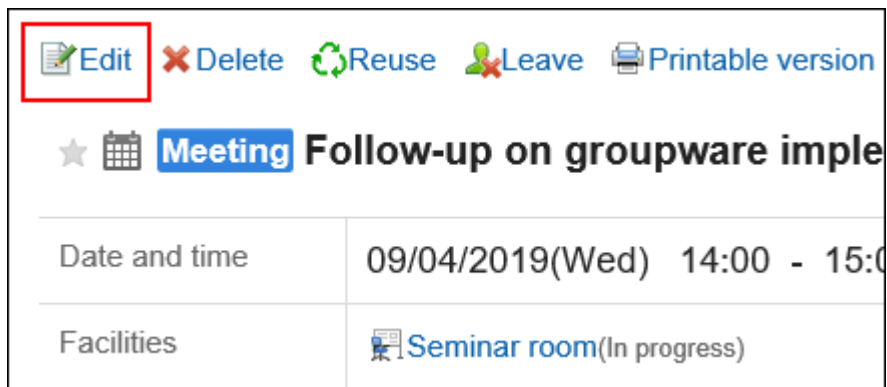 Edit Delete Reuse Leave Printable version
Meeting Follow-up on groupware imple
Date and time 09/04/2019(Wed) 14:00 - 15:0
Facilities Seminar room(In progress)